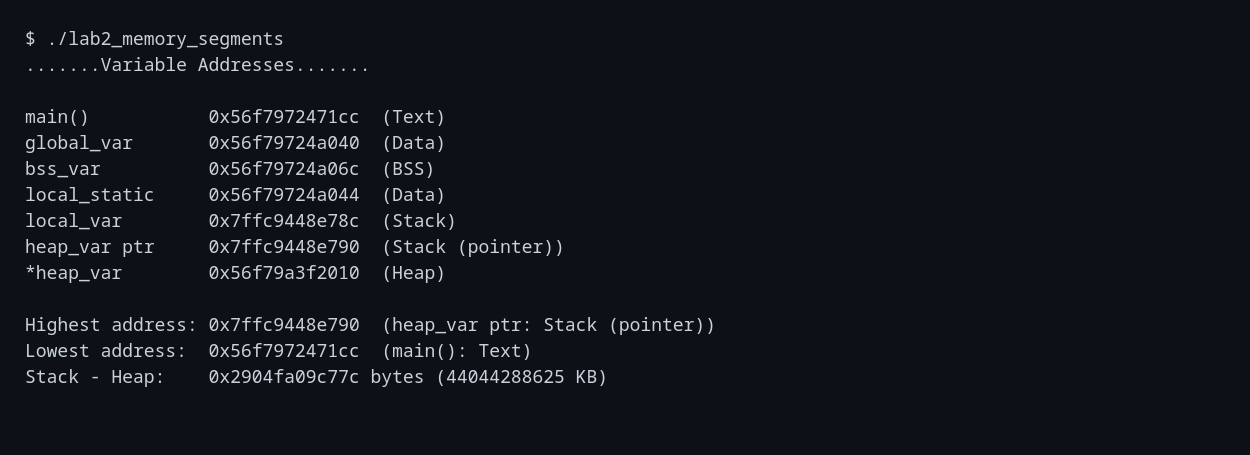 $ ./lab2_memory_segments
.......Variable Addresses.......
main() 0x56f7972471cc (Text)
global_var 0x56f79724a040 (Data)
bss_var 0x56f79724a06c (BSS)
local_static 0x56f79724a044 (Data)
local_var 0x7ffc9448e78c (Stack)
heap_var ptr 0x7ffc9448e790 (Stack (pointer))
*heap_var 0x56f79a3f2010 (Heap)
Highest address: 0x7ffc9448e790 (heap_var ptr: Stack (pointer))
Lowest address: 0x56f7972471cc (main(): Text)
Stack - Heap: 0x2904fa09c77c bytes (44044288625 KB)